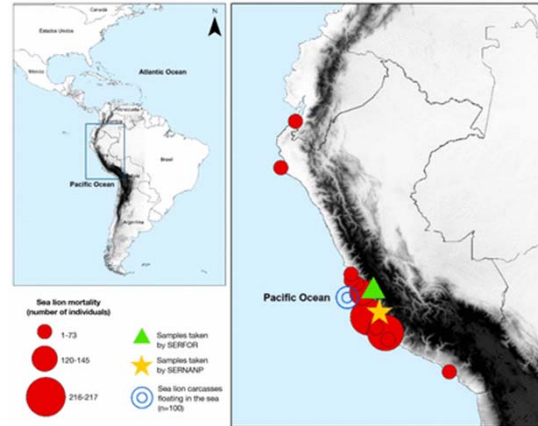 Canadá
N
Estados Unidos
México
Atlantic Ocean
Venezuela
Brasil
Pacific Ocean
Argentina
Sea lion mortality
(number of individuals)
1-73
120-145
216-217
Samples taken
by SERFOR
Samples taken
by SERNANP
Sea lion carcasses
floating in the sea
(n=100)
Pacific Ocean